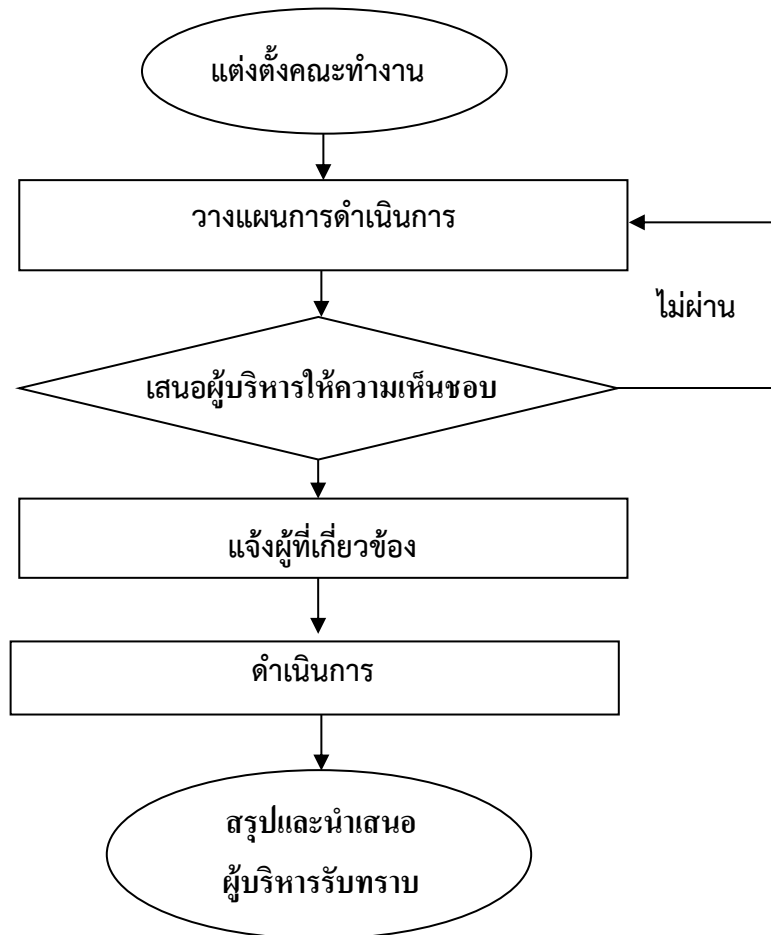 แต่งตั้งคณะทำงาน
วางแผนการดำเนินการ
ไม่ผ่าน
เสนอผู้บริหารให้ความเห็นชอบ
แจ้งผู้ที่เกี่ยวข้อง
ดำเนินการ
สรุปและนำเสนอ
ผู้บริหารรับทราบ